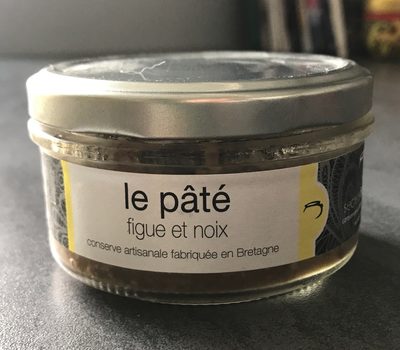 le pâté
figue et noix
conserve artisanale fabriquée en Bretagne